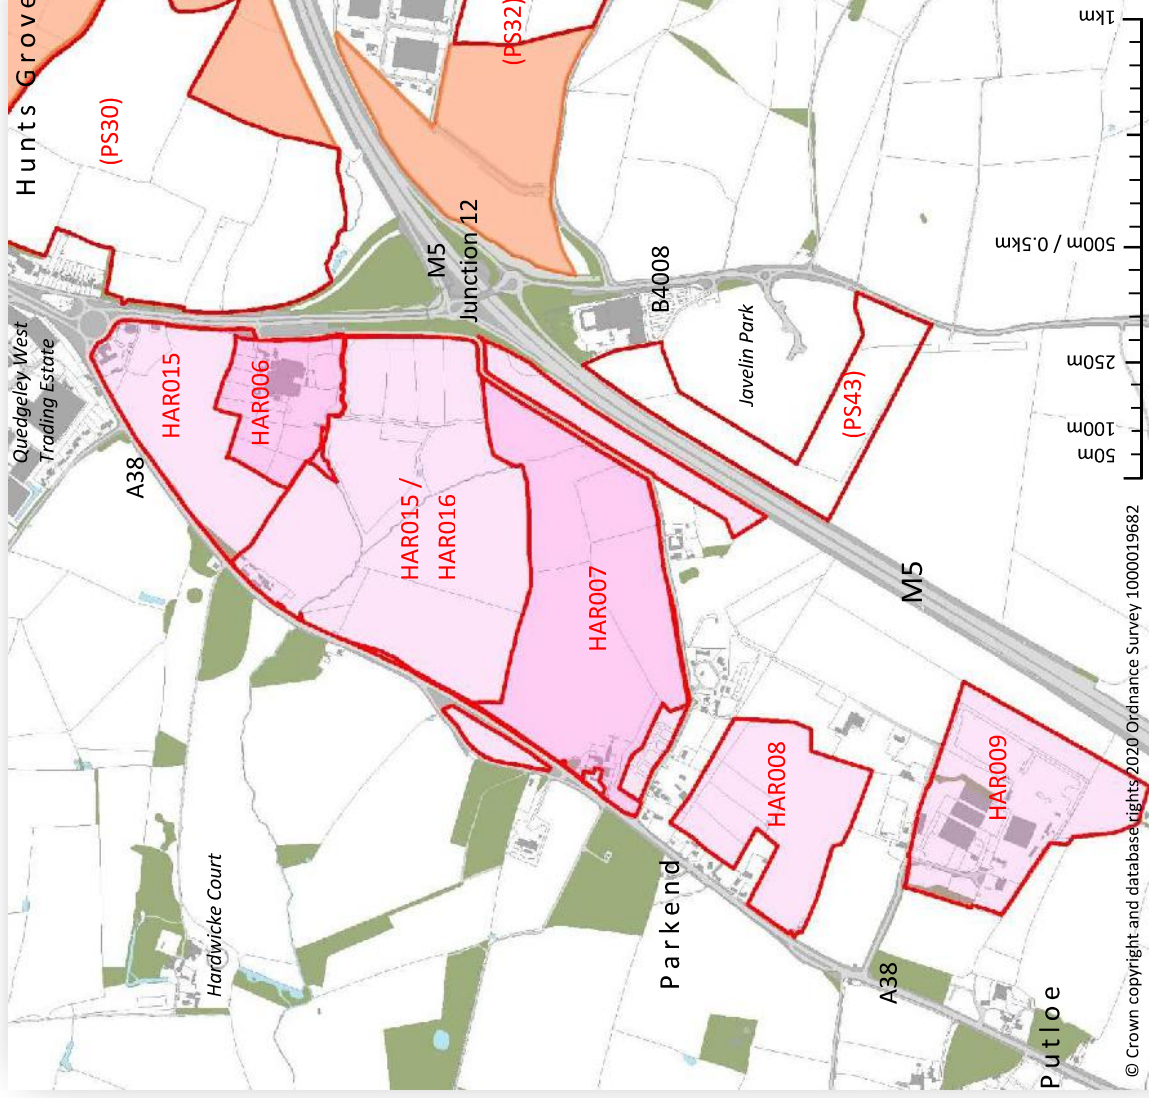 Hunts Grove
(PS30)
(PS32)
M5
Junction 12
B4008
Javelin Park
(PS43)
Quedgeley West
Trading Estate
A38
HAR015
HAR006
HAR015 /
HAR016
HAR007
M5
HAR008
HAR009
Hardwicke Court
Parkend
A38
Putloe
1km
500m / 0.5km
250m
100m
50m
© Crown copyright and database rights 2020 Ordnance Survey 1000019682